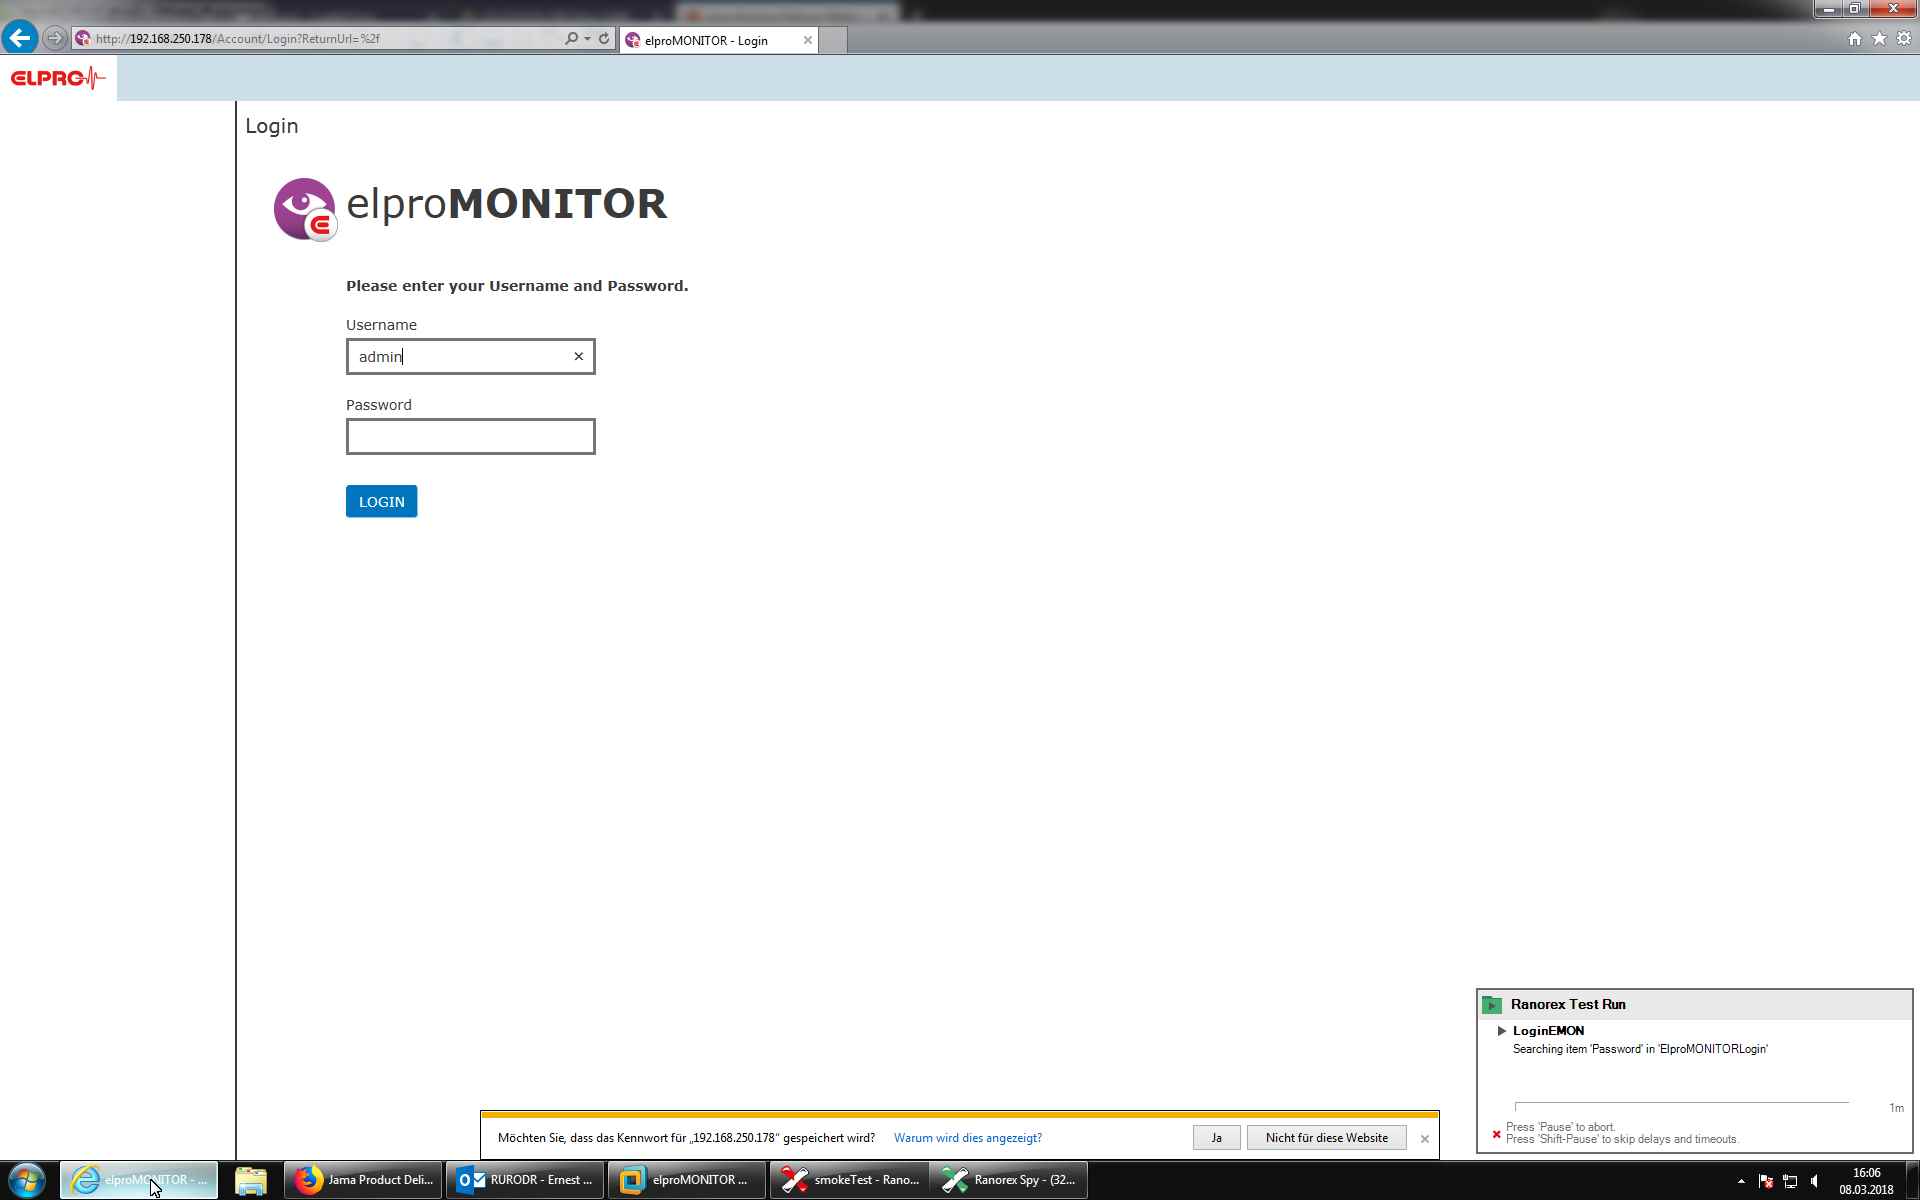 http://192.168.250.178/Account/Login?ReturnUrl=%2f
elproMONITOR - Login
ELPRO
Login
elproMONITOR
Please enter your Username and Password.
Username
admin
Password
LOGIN
Ranorex Test Run
LoginEMON
Searching item 'Password' in 'ElproMONITORLogin'
1m
Press 'Pause' to abort.
Press 'Shift-Pause' to skip delays and timeouts.
Möchten Sie, dass das Kennwort für „192.168.250.178“ gespeichert wird? Warum wird dies angezeigt? Ja Nicht für diese Website
elproMONITOR - ... Jama Product Deli... RURODR - Ernest ... elproMONITOR ... smokeTest - Rano... Ranorex Spy - (32...
16:06
08.03.2018